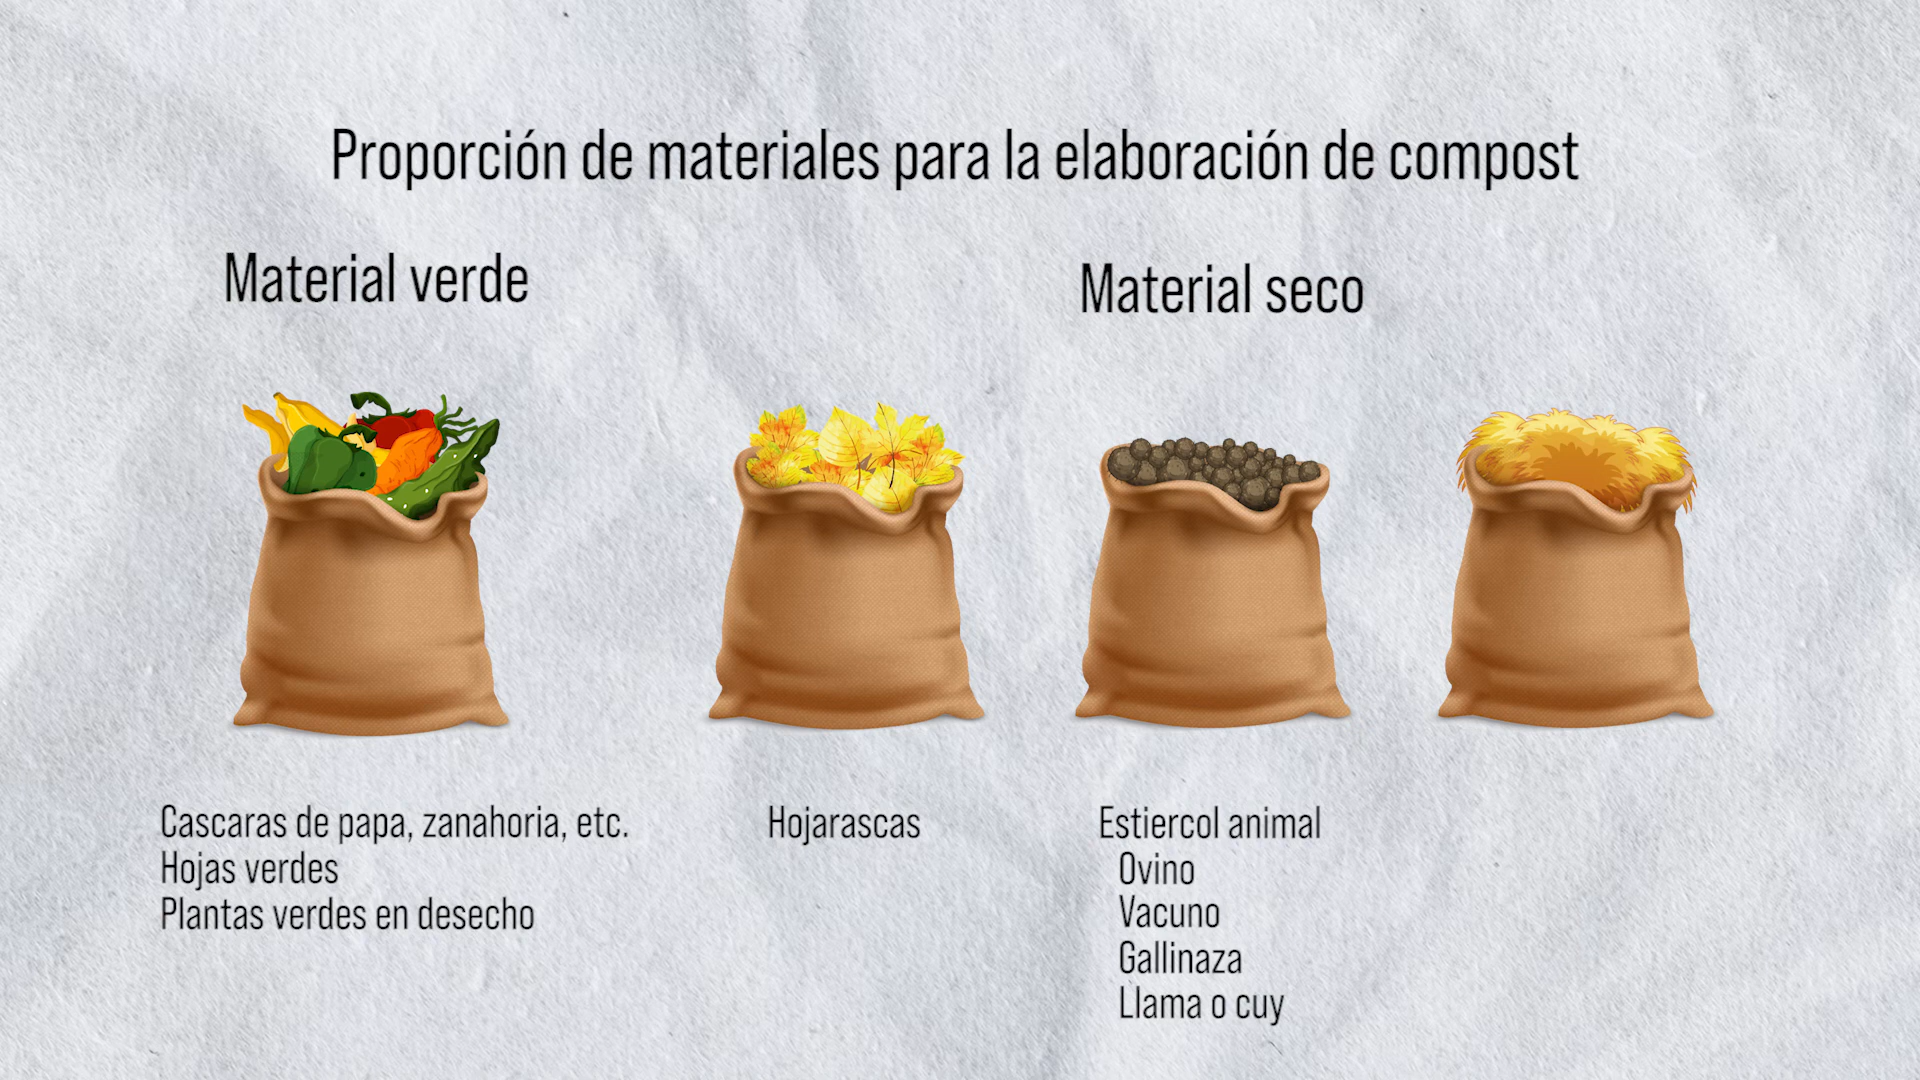 Proporción de materiales para la elaboración de compost
Material verde
Material seco
Cascaras de papa, zanahoria, etc.
Hojas verdes
Plantas verdes en desecho
Hojarascas
Estiercol animal
Ovino
Vacuno
Gallinaza
Llama o cuy